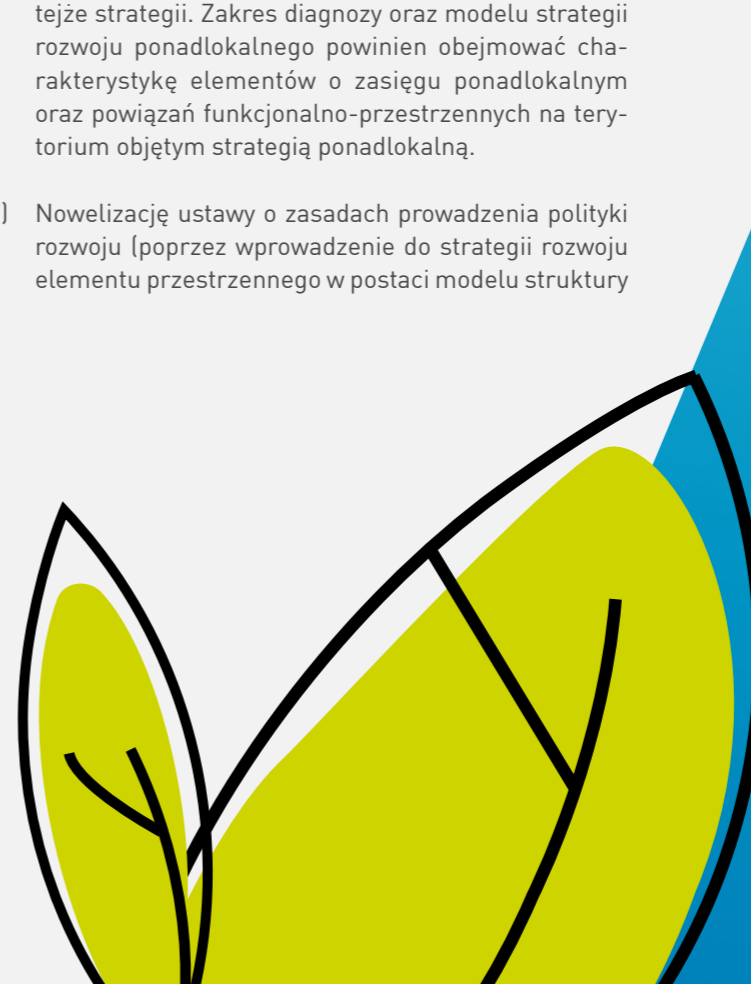 tejże strategii. Zakres diagnozy oraz modelu strategii
rozwoju ponadlokalnego powinien obejmować cha-
rakterystykę elementów o zasięgu ponadlokalnym
oraz powiązań funkcjonalno-przestrzennych na tery-
torium objętym strategią ponadlokalną.
) Nowelizację ustawy o zasadach prowadzenia polityki
rozwoju (poprzez wprowadzenie do strategii rozwoju
elementu przestrzennego w postaci modelu struktury